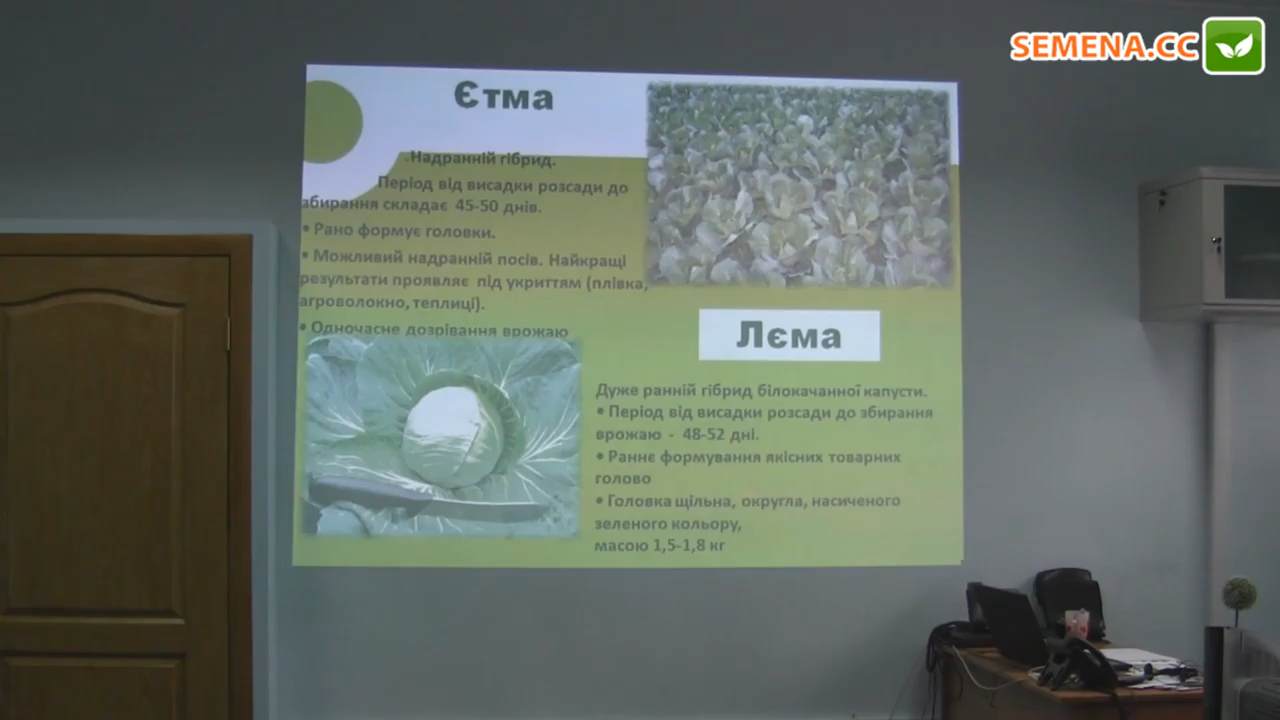 SEMENA.CC
Єтма
.Надранній гібрид.
Період від висадки розсади до
збирання складає 45-50 днів.
• Рано формує головки.
• Можливий надранній посів. Найкращі
результати проявляє під укриттям (плівка,
агроволокно, теплиці).
• Одночасне дозрівання врожаю
Лєма
Дуже ранній гібрид білокачанної капусти.
• Період від висадки розсади до збирання
врожаю - 48-52 дні.
• Раннє формування якісних товарних
голово
• Головка щільна, округла, насиченого
зеленого кольору,
масою 1,5-1,8 кг